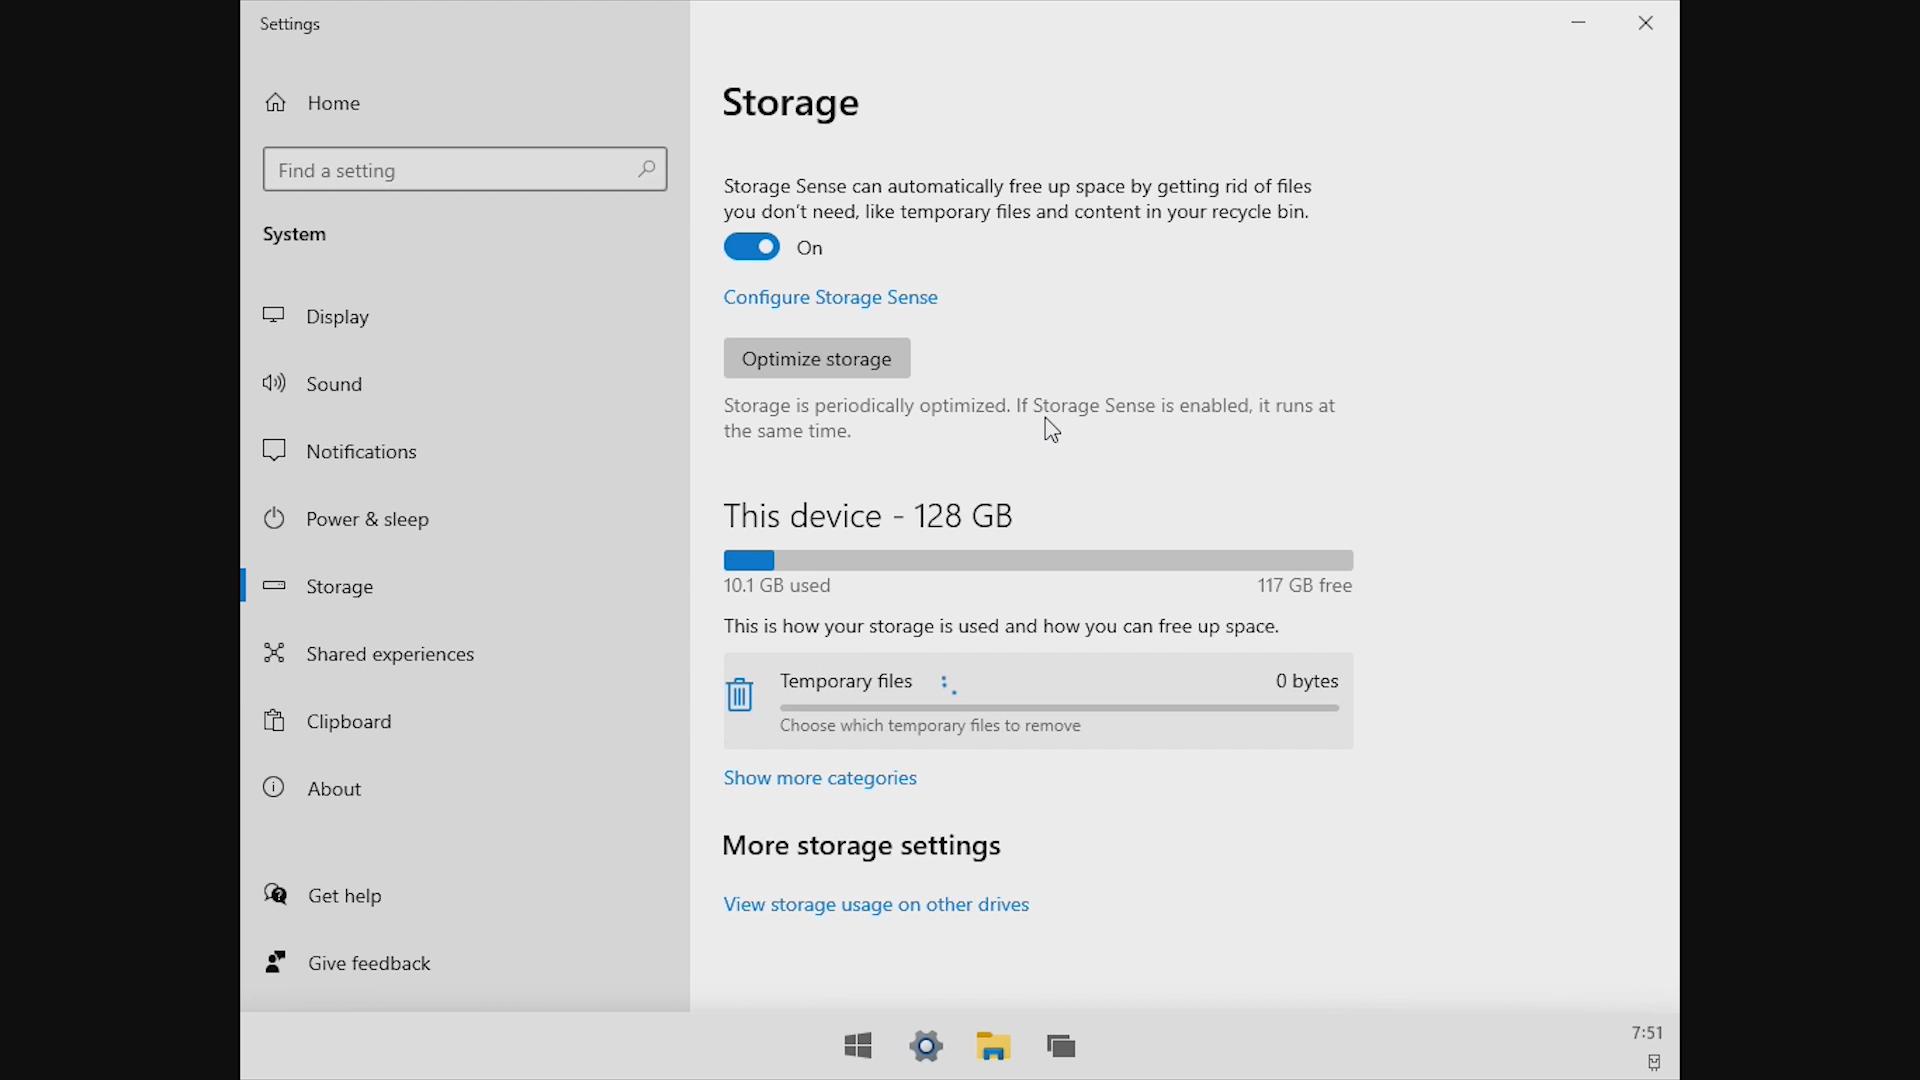 Settings
Home
Find a setting
System
Display
Sound
Notifications
Power & sleep
Storage
Shared experiences
Clipboard
About
Get help
Give feedback
Storage
Storage Sense can automatically free up space by getting rid of files
you don't need, like temporary files and content in your recycle bin.
On
Configure Storage Sense
Optimize storage
Storage is periodically optimized. If Storage Sense is enabled, it runs at
the same time.
This device - 128 GB
10.1 GB used 117 GB free
This is how your storage is used and how you can free up space.
Temporary files 0 bytes
Choose which temporary files to remove
Show more categories
More storage settings
View storage usage on other drives
7:51